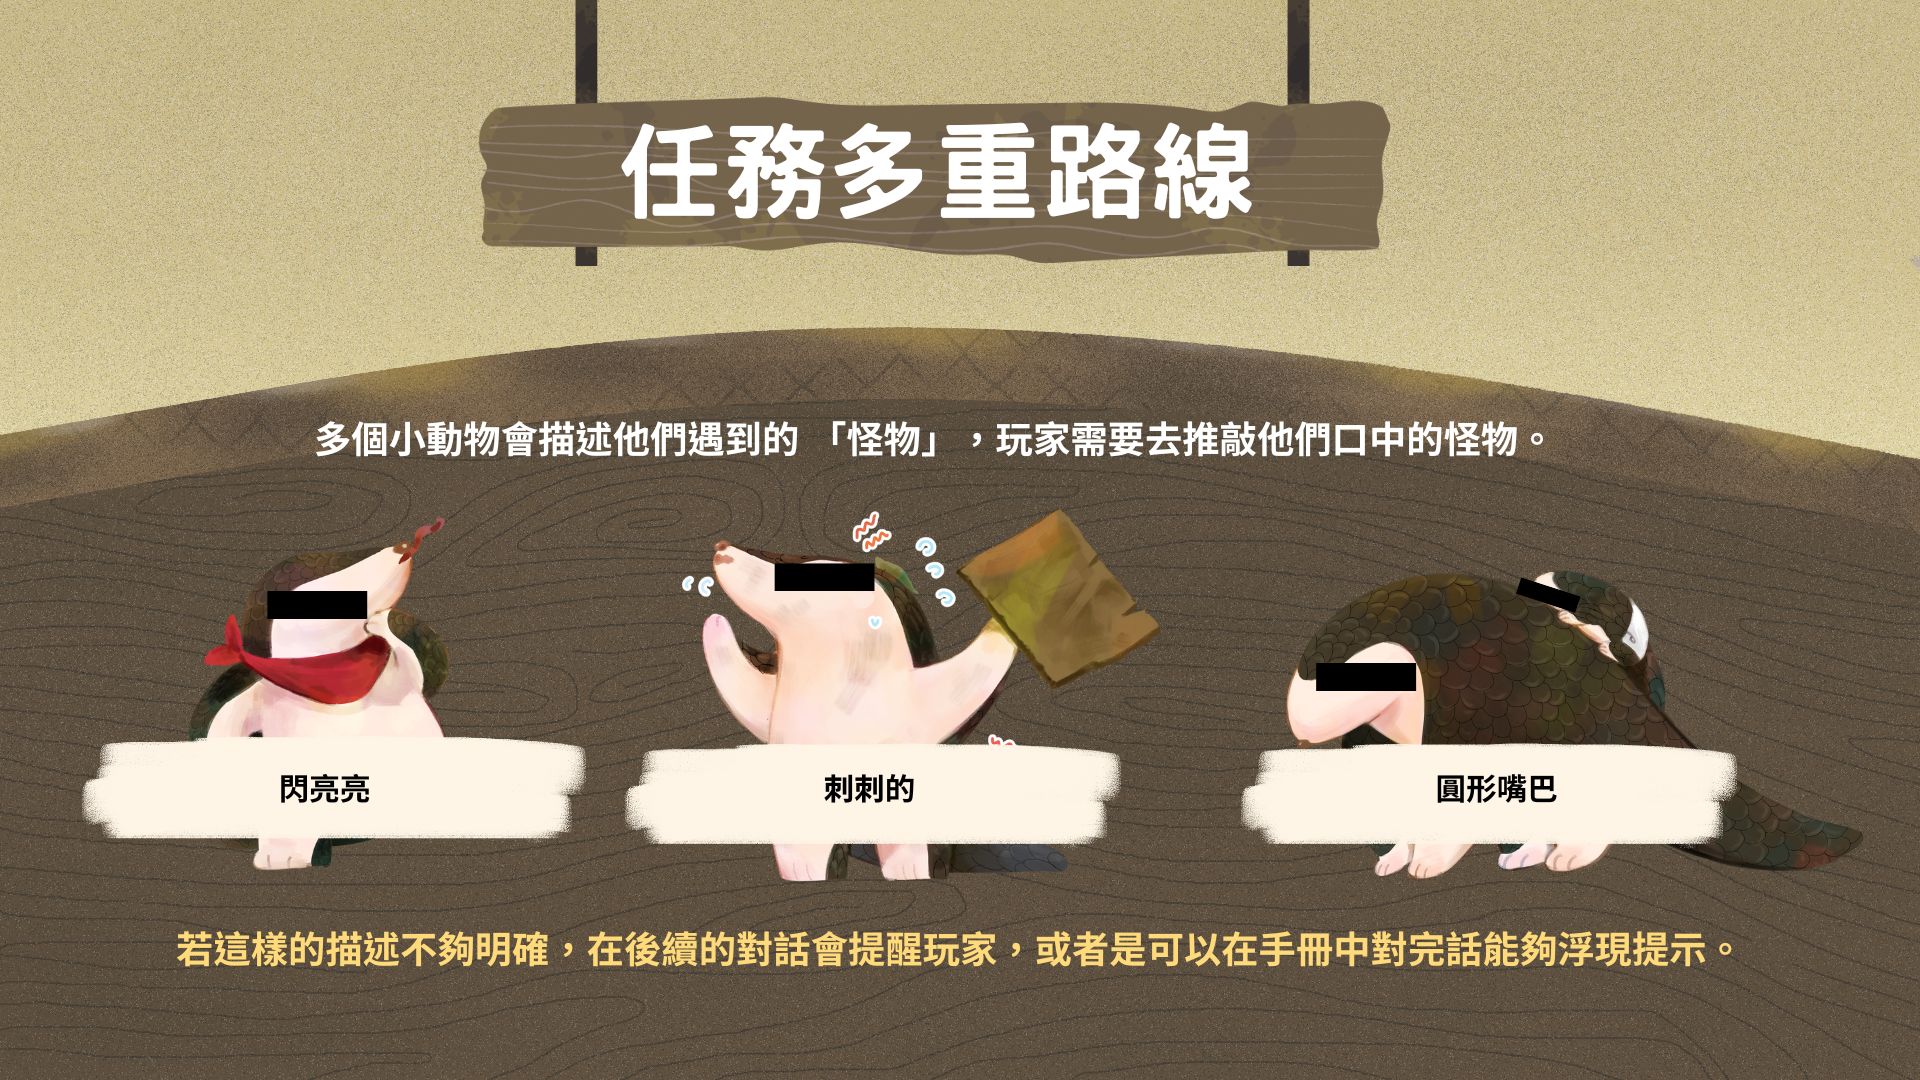 任務多重路線
多個小動物會描述他們遇到的 「怪物」，玩家需要去推敲他們口中的怪物。
閃亮亮
刺刺的
圓形嘴巴
若這樣的描述不夠明確，在後續的對話會提醒玩家，或者是可以在手冊中對完話能夠浮現提示。